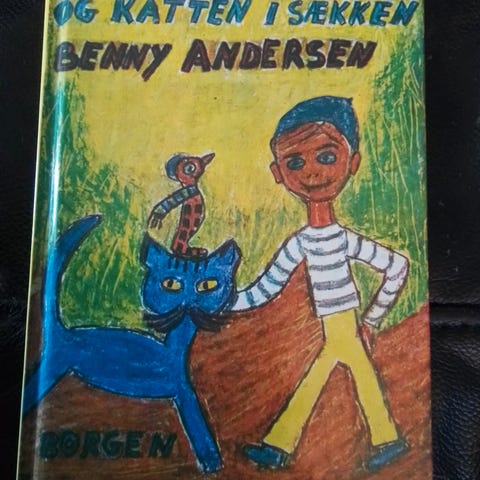 OG KATTEN I SÆKKEN
BENNY ANDERSEN
BORGEN